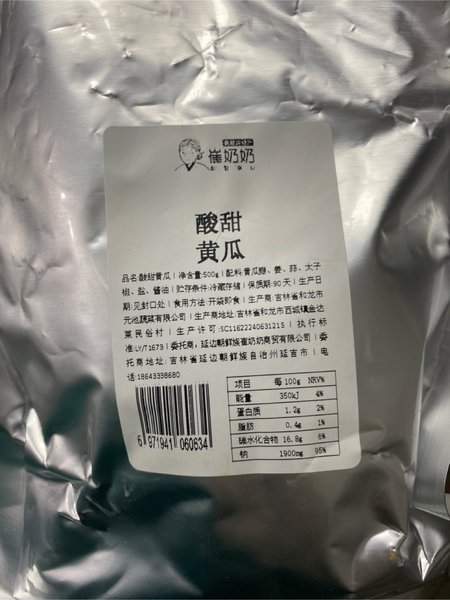 崔奶奶
酸甜
黄瓜
品名:酸甜黄瓜|净含量:500g|配料:黄瓜、姜、蒜、太子
椒、盐、酱油|贮存条件:冷藏存储|保质期:90天|生产日
期:见封口处|食用方法:开袋即食|生产商:吉林省和龙市
元池蔬菜有限公司|生产商地址:吉林省和龙市西城镇金达
莱民俗村|生产许可:SC11622240631215|执行标
准:LY/T1673|委托商:延边朝鲜族崔奶奶商贸有限公司|委
托商地址:吉林省延边朝鲜族自治州延吉市|电
话:18643338680
项目 每100g NRV%
能量 350kJ 4%
蛋白质 1.2g 2%
脂肪 0.4g 1%
碳水化合物 16.8g 6%
钠 1900mg 95%
6 971941 060634